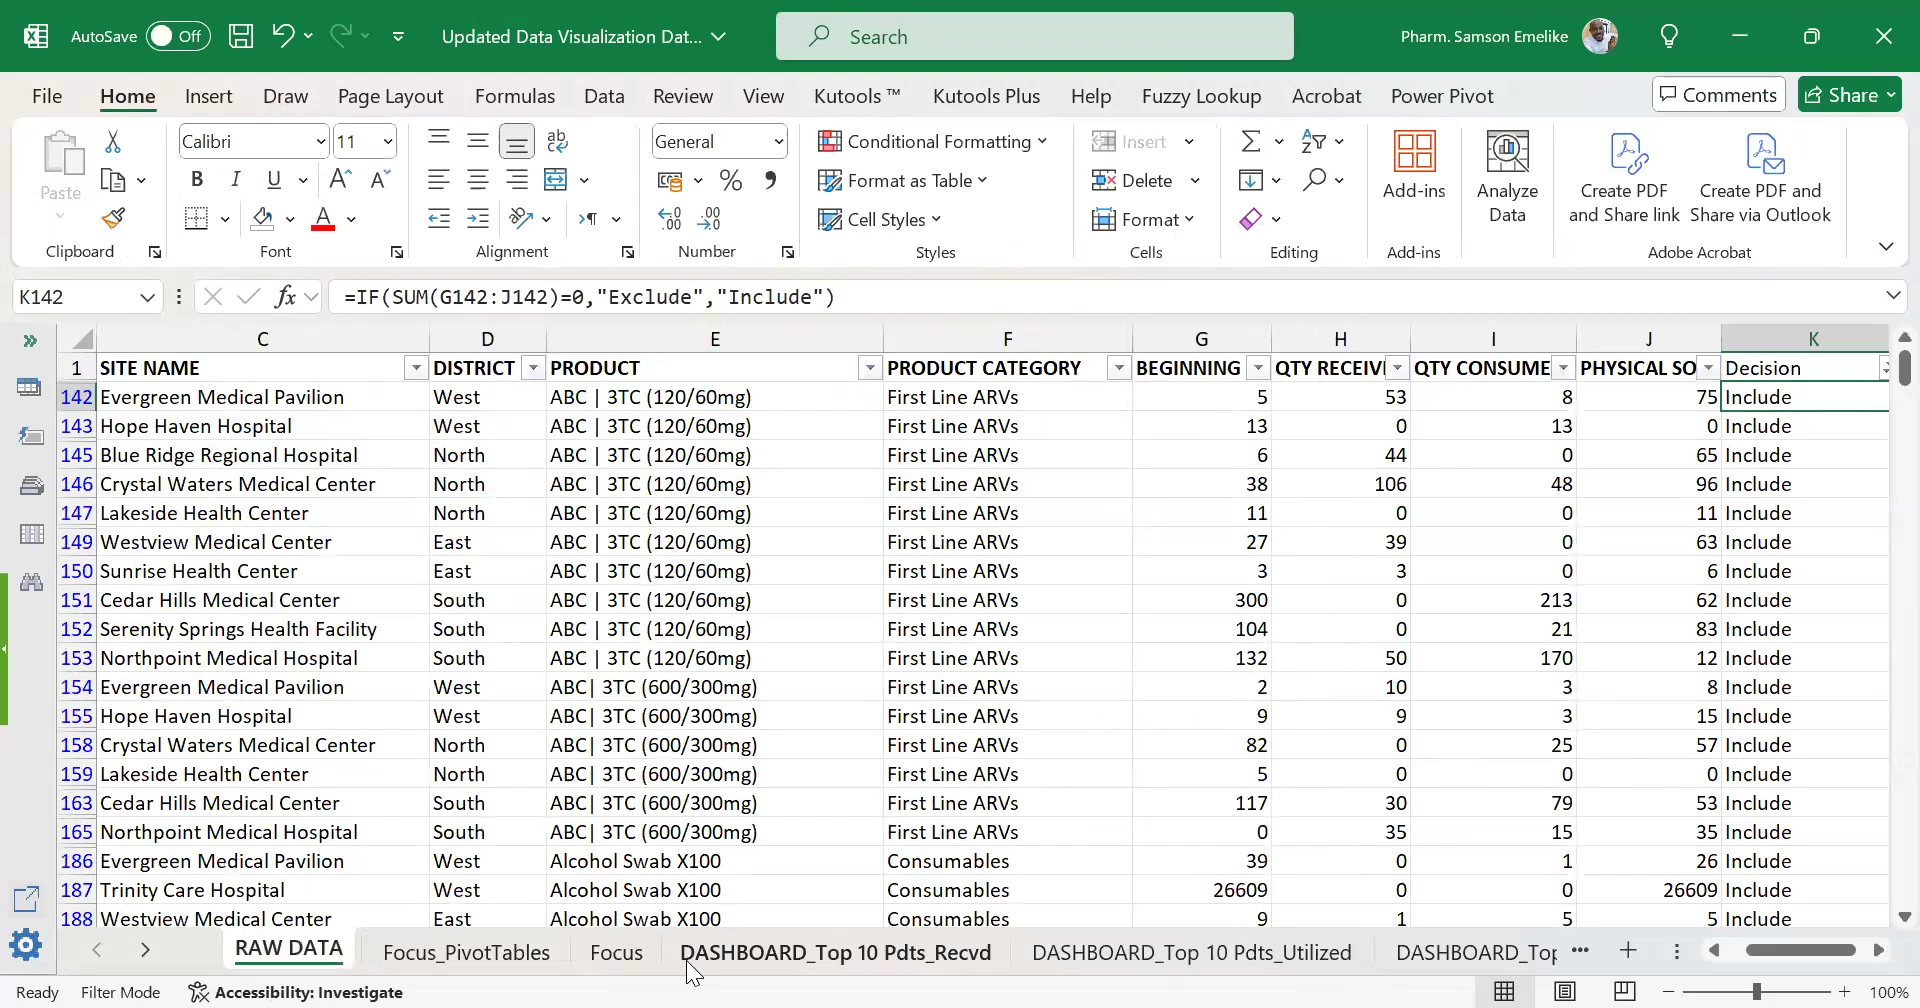 AutoSave Off Updated Data Visualization Dat... Search Pharm. Samson Emelike
File Home Insert Draw Page Layout Formulas Data Review View Kutools ™ Kutools Plus Help Fuzzy Lookup Acrobat Power Pivot Comments Share
Paste Calibri 11 General Conditional Formatting Insert
B I U A A Format as Table Delete Add-ins Analyze Data Create PDF and Share link Create PDF and Share via Outlook
Cell Styles Format
Clipboard Font Alignment Number Styles Cells Editing Add-ins Adobe Acrobat
K142 fx =IF(SUM(G142:J142)=0,"Exclude","Include")
C D E F G H I J K
1 SITE NAME DISTRICT PRODUCT PRODUCT CATEGORY BEGINNING QTY RECEIVI QTY CONSUME PHYSICAL SO Decision
142 Evergreen Medical Pavilion West ABC | 3TC (120/60mg) First Line ARVs 5 53 8 75 Include
143 Hope Haven Hospital West ABC | 3TC (120/60mg) First Line ARVs 13 0 13 0 Include
145 Blue Ridge Regional Hospital North ABC | 3TC (120/60mg) First Line ARVs 6 44 0 65 Include
146 Crystal Waters Medical Center North ABC | 3TC (120/60mg) First Line ARVs 38 106 48 96 Include
147 Lakeside Health Center North ABC | 3TC (120/60mg) First Line ARVs 11 0 0 11 Include
149 Westview Medical Center East ABC | 3TC (120/60mg) First Line ARVs 27 39 0 63 Include
150 Sunrise Health Center East ABC | 3TC (120/60mg) First Line ARVs 3 3 0 6 Include
151 Cedar Hills Medical Center South ABC | 3TC (120/60mg) First Line ARVs 300 0 213 62 Include
152 Serenity Springs Health Facility South ABC | 3TC (120/60mg) First Line ARVs 104 0 21 83 Include
153 Northpoint Medical Hospital South ABC | 3TC (120/60mg) First Line ARVs 132 50 170 12 Include
154 Evergreen Medical Pavilion West ABC| 3TC (600/300mg) First Line ARVs 2 10 3 8 Include
155 Hope Haven Hospital West ABC| 3TC (600/300mg) First Line ARVs 9 9 3 15 Include
158 Crystal Waters Medical Center North ABC| 3TC (600/300mg) First Line ARVs 82 0 25 57 Include
159 Lakeside Health Center North ABC| 3TC (600/300mg) First Line ARVs 5 0 0 0 Include
163 Cedar Hills Medical Center South ABC| 3TC (600/300mg) First Line ARVs 117 30 79 53 Include
165 Northpoint Medical Hospital South ABC| 3TC (600/300mg) First Line ARVs 0 35 15 35 Include
186 Evergreen Medical Pavilion West Alcohol Swab X100 Consumables 39 0 1 26 Include
187 Trinity Care Hospital West Alcohol Swab X100 Consumables 26609 0 0 26609 Include
188 Westview Medical Center East Alcohol Swab X100 Consumables 9 1 5 5 Include
RAW DATA Focus_PivotTables Focus DASHBOARD_Top 10 Pdts_Recvd DASHBOARD_Top 10 Pdts_Utilized DASHBOARD_Top ...
Ready Filter Mode Accessibility: Investigate 100%